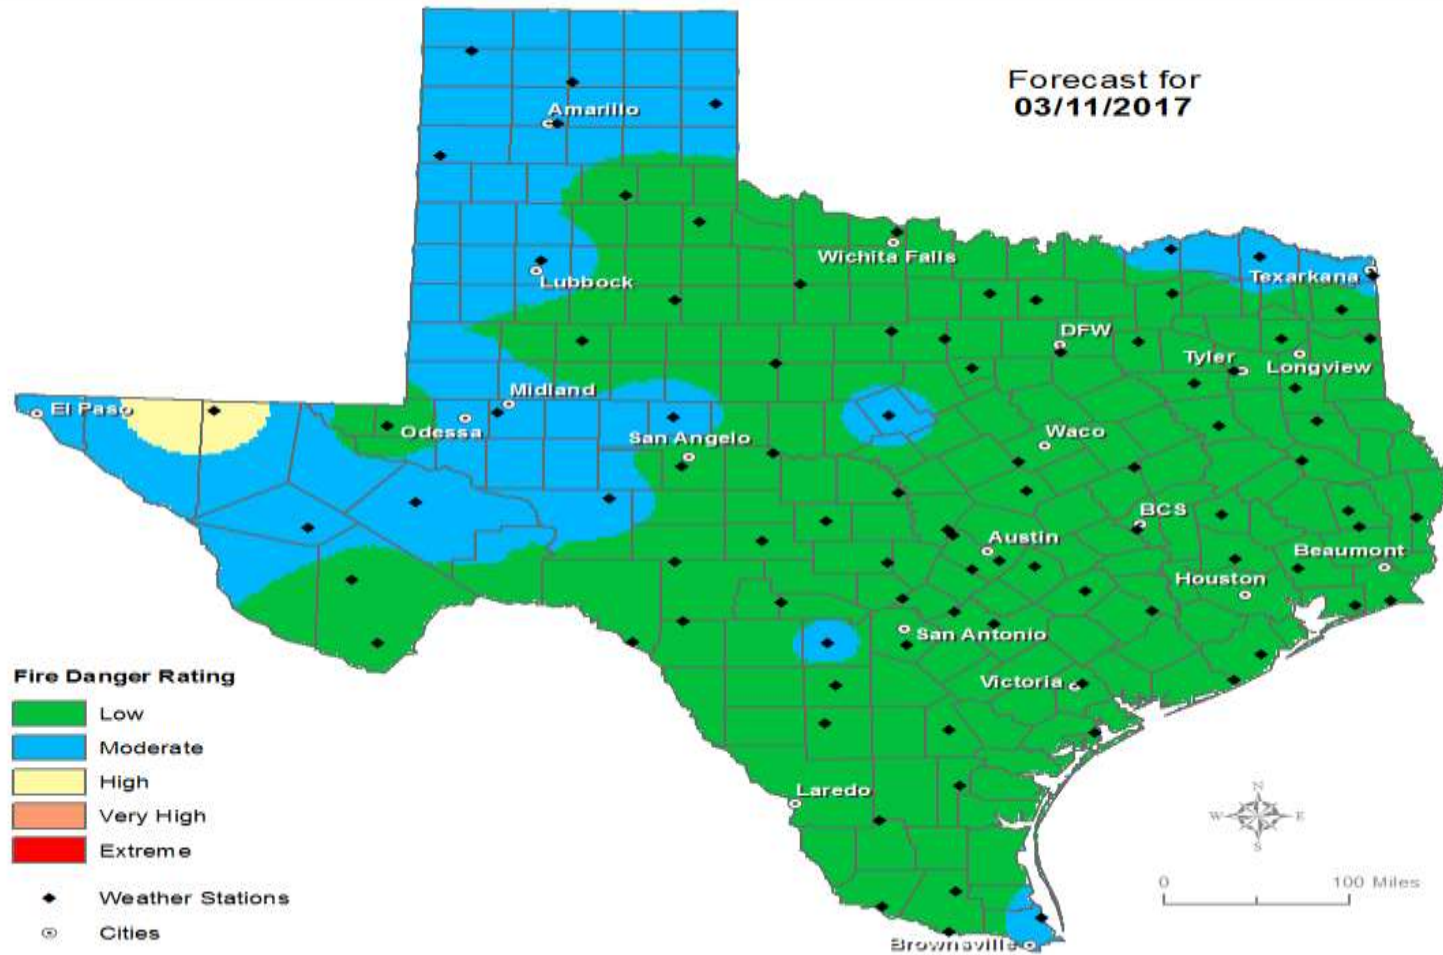 Forecast for
03/11/2017
Amarillo
Wichita Falls
Lubbock
Texarkana
DFW
Tyler
Longview
Midland
El Paso
Odessa
San Angelo
Waco
BCS
Austin
Beaumont
Houston
San Antonio
Victoria
Laredo
Brownsville
Fire Danger Rating
Low
Moderate
High
Very High
Extreme
Weather Stations
Cities
N
W E
S
0 100 Miles